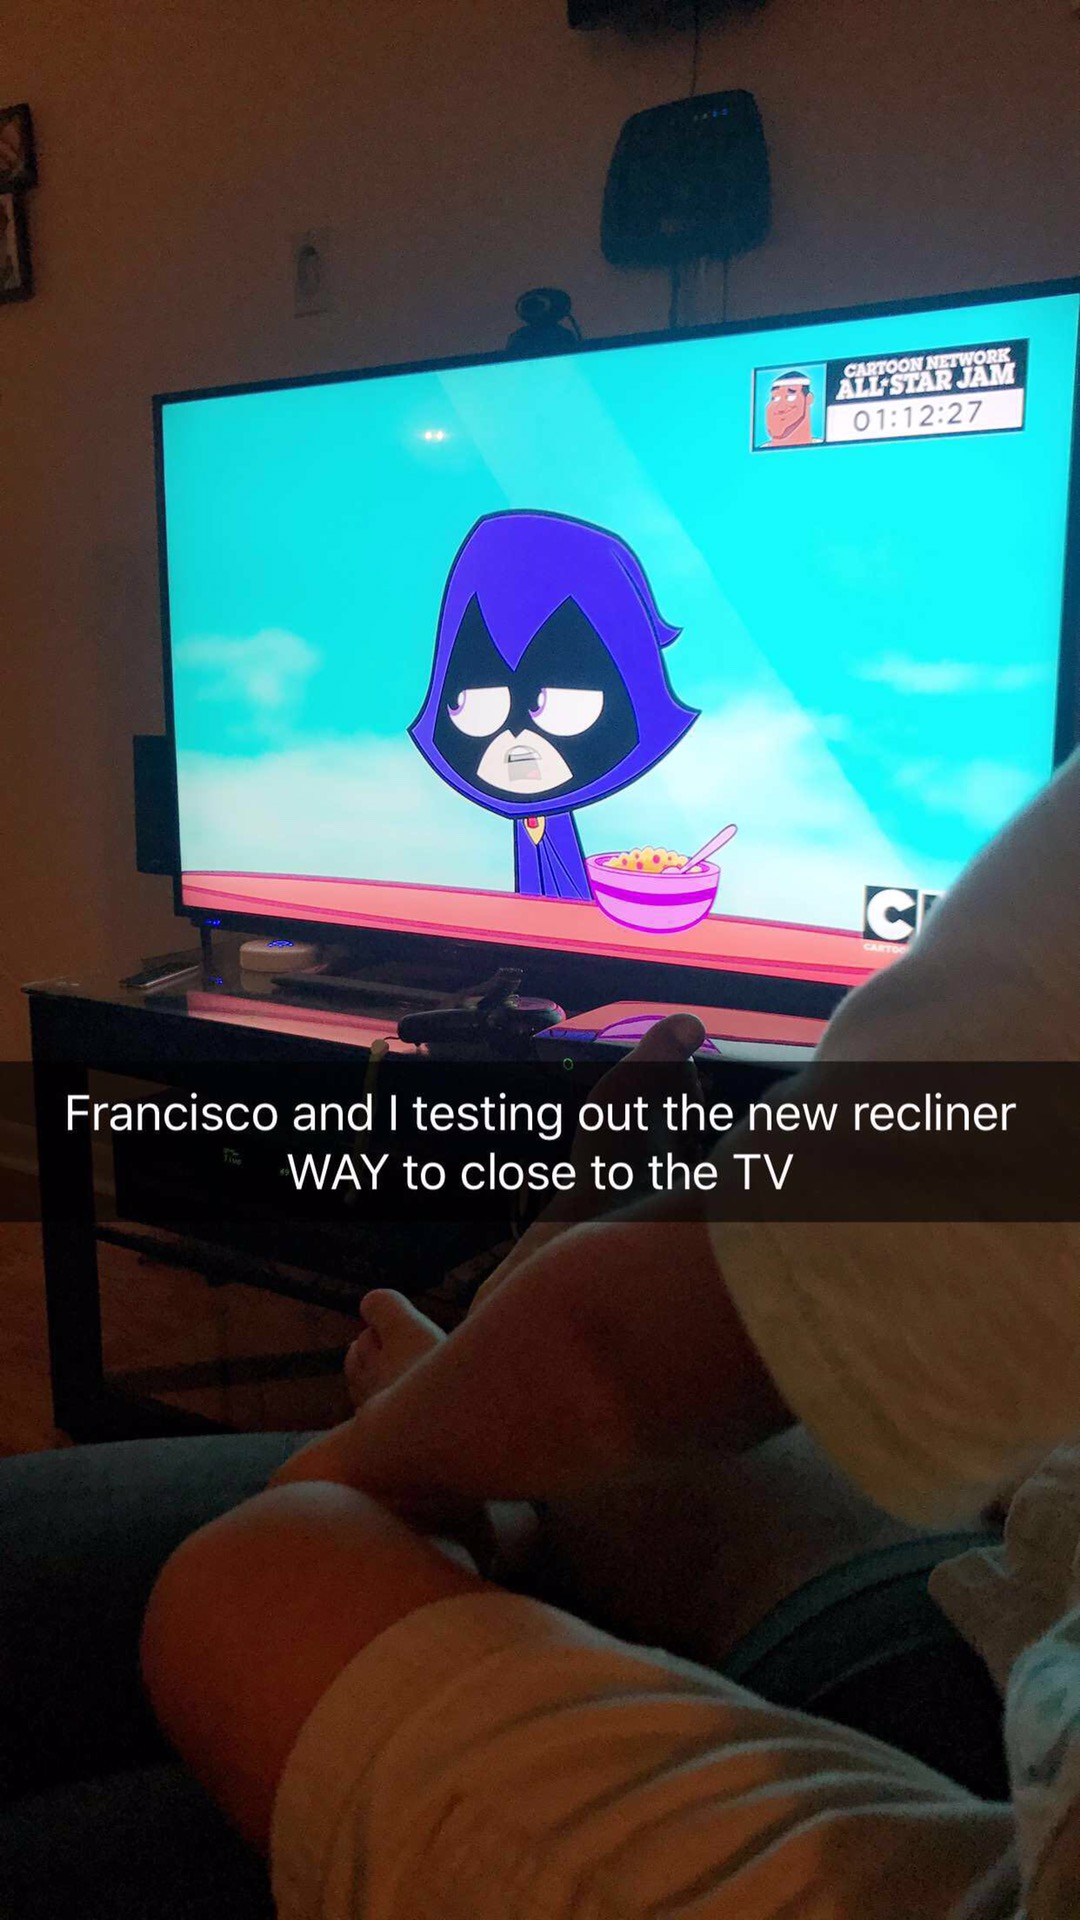 CARTOON NETWORK
ALL★STAR JAM
01:12:27
C
CARTOO
Francisco and I testing out the new recliner
WAY to close to the TV